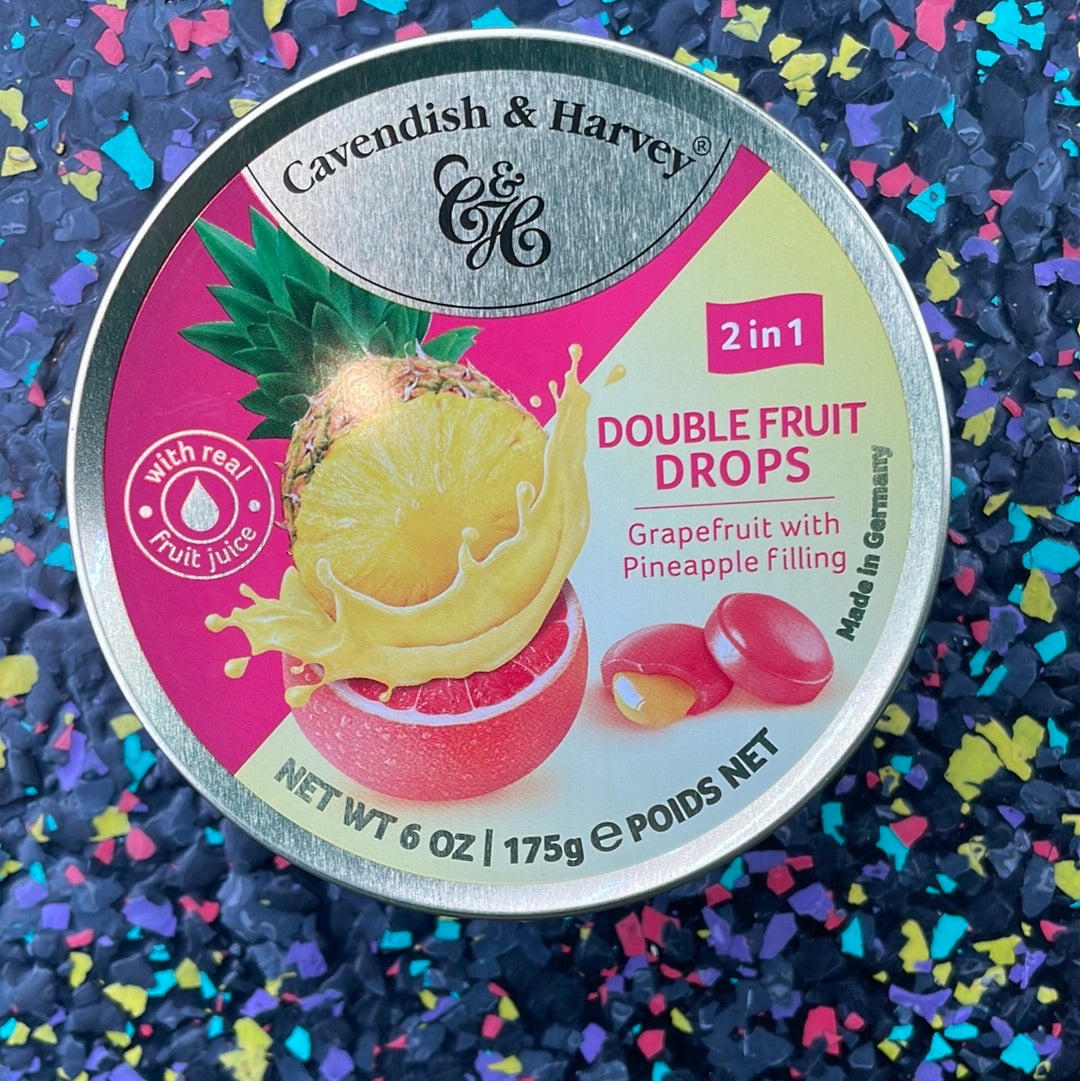 Cavendish & Harvey®
C&H
2 in 1
DOUBLE FRUIT
DROPS
Grapefruit with
Pineapple filling
Made in Germany
with real
fruit juice
NET WT 6 OZ | 175g ℮ POIDS NET